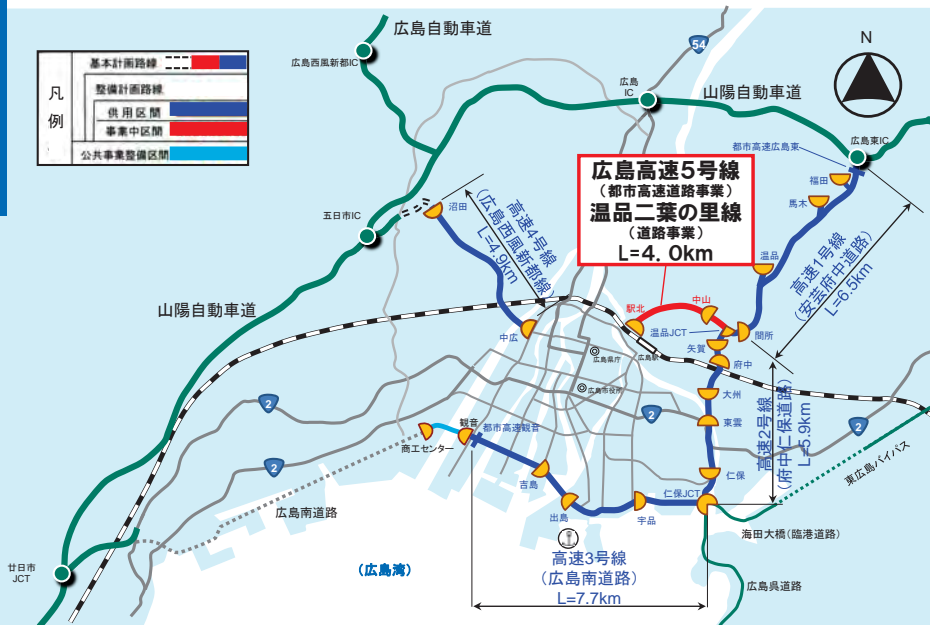 凡
例
基本計画路線
整備計画路線
供用区間
事業中区間
公共事業整備区間
広島自動車道
広島西風新都IC
54
広島
IC
山陽自動車道
N
広島東IC
都市高速広島東
福田
馬木
温品
高速1号線
(安芸府中道路)
L=6.5km
広島高速5号線
(都市高速道路事業)
温品二葉の里線
(道路事業)
L=4.0km
五日市IC
沼田
高速4号線
(広島西風新都線)
L=4.9km
中広
山陽自動車道
駅北
中山
温品JCT
間所
広島県庁
広島駅
矢賀
府中
広島市役所
大州
2
東雲
高速2号線
(府中仁保道路)
L=5.9km
2
東広島バイパス
2
2
観音
都市高速観音
商工センター
吉島
出島
宇品
仁保
仁保JCT
広島南道路
海田大橋(臨港道路)
高速3号線
(広島南道路)
L=7.7km
(広島湾)
広島呉道路
廿日市
JCT